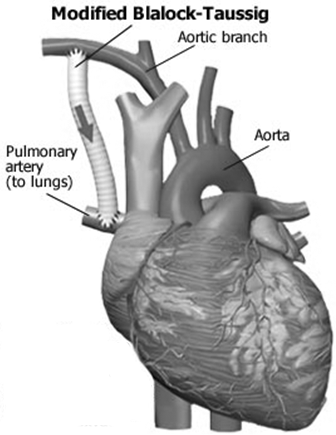 Modified Blalock-Taussig
Aortic branch
Aorta
Pulmonary
artery
(to lungs)